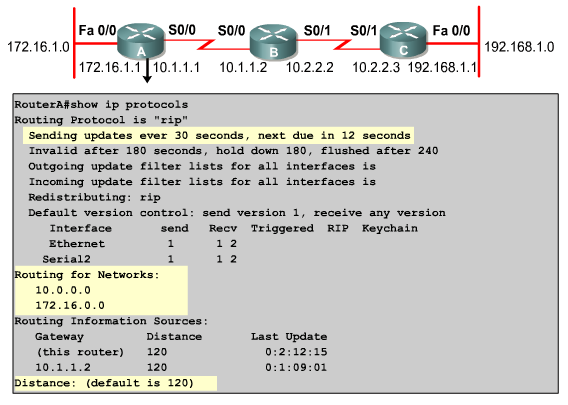 Fa 0/0 S0/0 S0/0 S0/1 S0/1 Fa 0/0
172.16.1.0 A B C 192.168.1.0
172.16.1.1 10.1.1.1 10.1.1.2 10.2.2.2 10.2.2.3 192.168.1.1
RouterA#show ip protocols
Routing Protocol is "rip"
Sending updates ever 30 seconds, next due in 12 seconds
Invalid after 180 seconds, hold down 180, flushed after 240
Outgoing update filter lists for all interfaces is
Incoming update filter lists for all interfaces is
Redistributing: rip
Default version control: send version 1, receive any version
Interface send Recv Triggered RIP Keychain
Ethernet 1 1 2
Serial2 1 1 2
Routing for Networks:
10.0.0.0
172.16.0.0
Routing Information Sources:
Gateway Distance Last Update
(this router) 120 0:2:12:15
10.1.1.2 120 0:1:09:01
Distance: (default is 120)